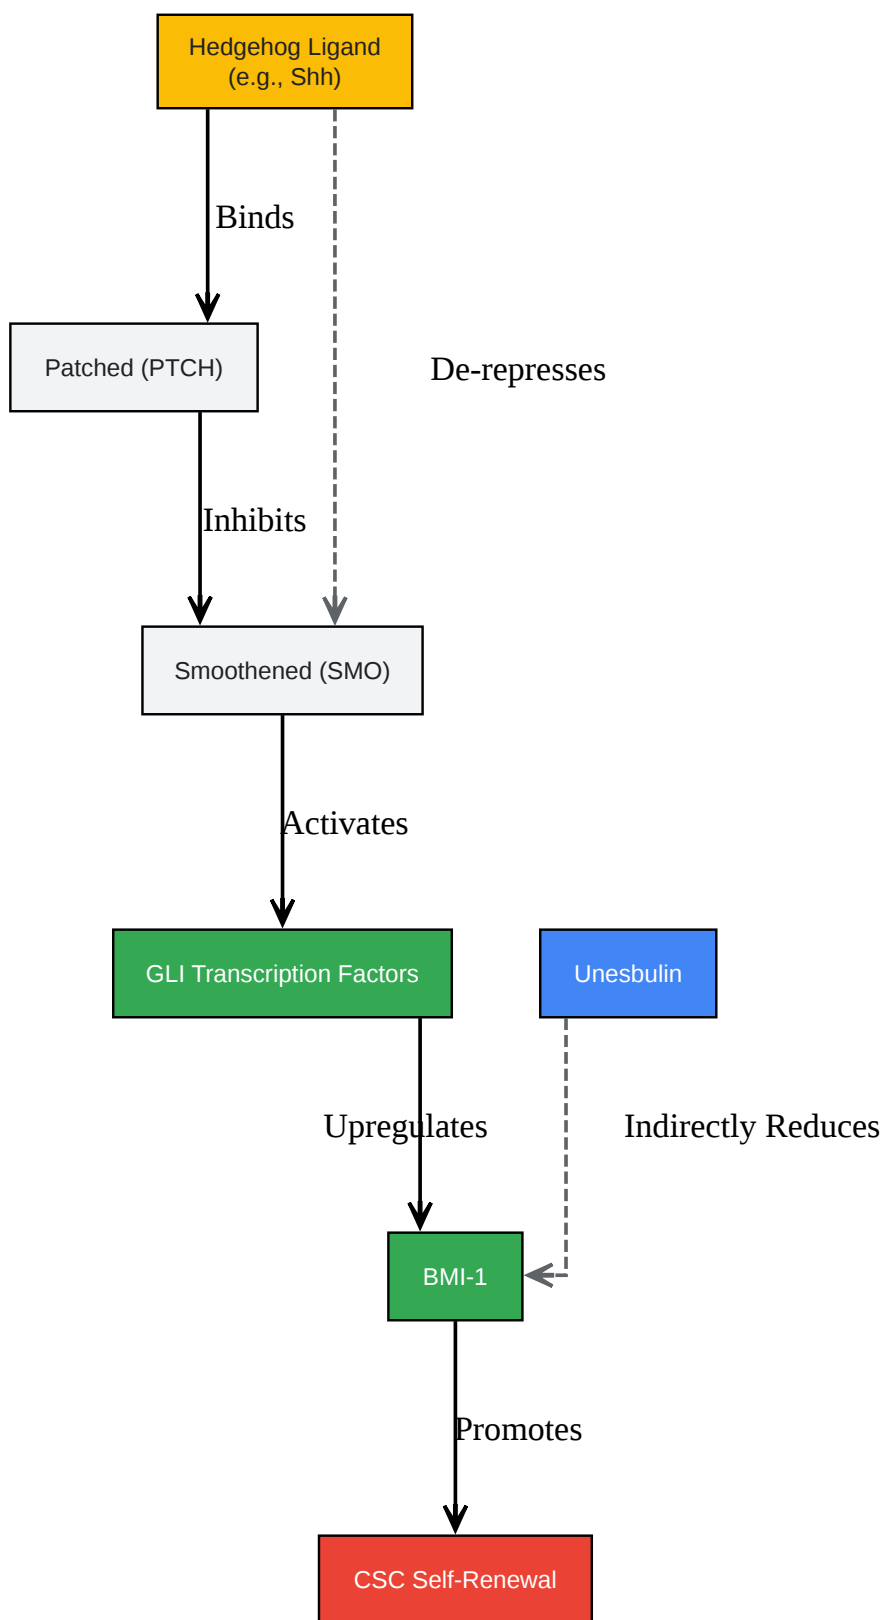 Hedgehog Ligand
(e.g., Shh)
Binds
Patched (PTCH)
De-represses
Inhibits
Smoothened (SMO)
Activates
GLI Transcription Factors
Unesbulin
Upregulates
Indirectly Reduces
BMI-1
Promotes
CSC Self-Renewal